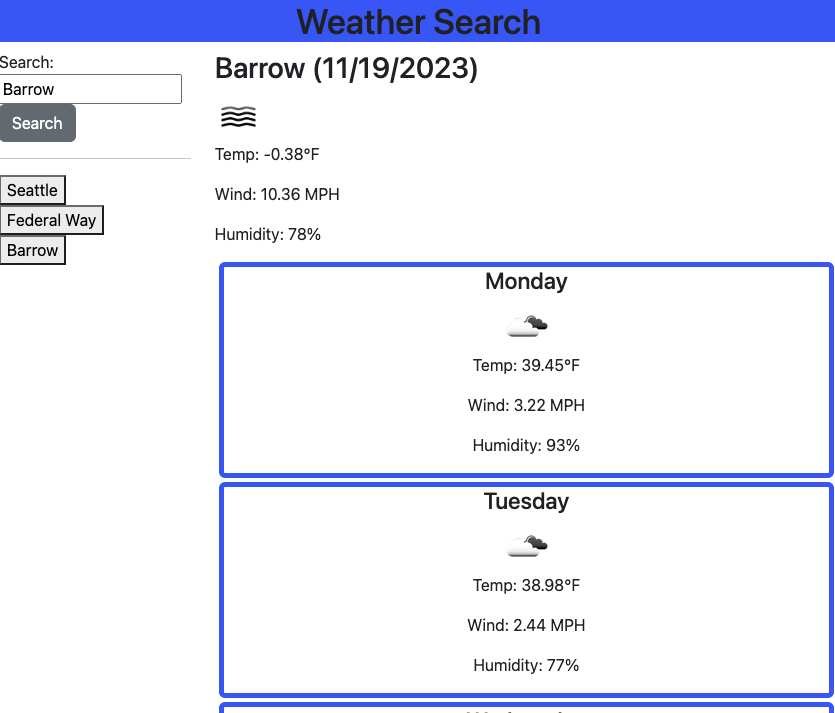 Weather Search
Search:
Barrow
Search
Seattle
Federal Way
Barrow
Barrow (11/19/2023)
Temp: -0.38°F
Wind: 10.36 MPH
Humidity: 78%
Monday
Temp: 39.45°F
Wind: 3.22 MPH
Humidity: 93%
Tuesday
Temp: 38.98°F
Wind: 2.44 MPH
Humidity: 77%